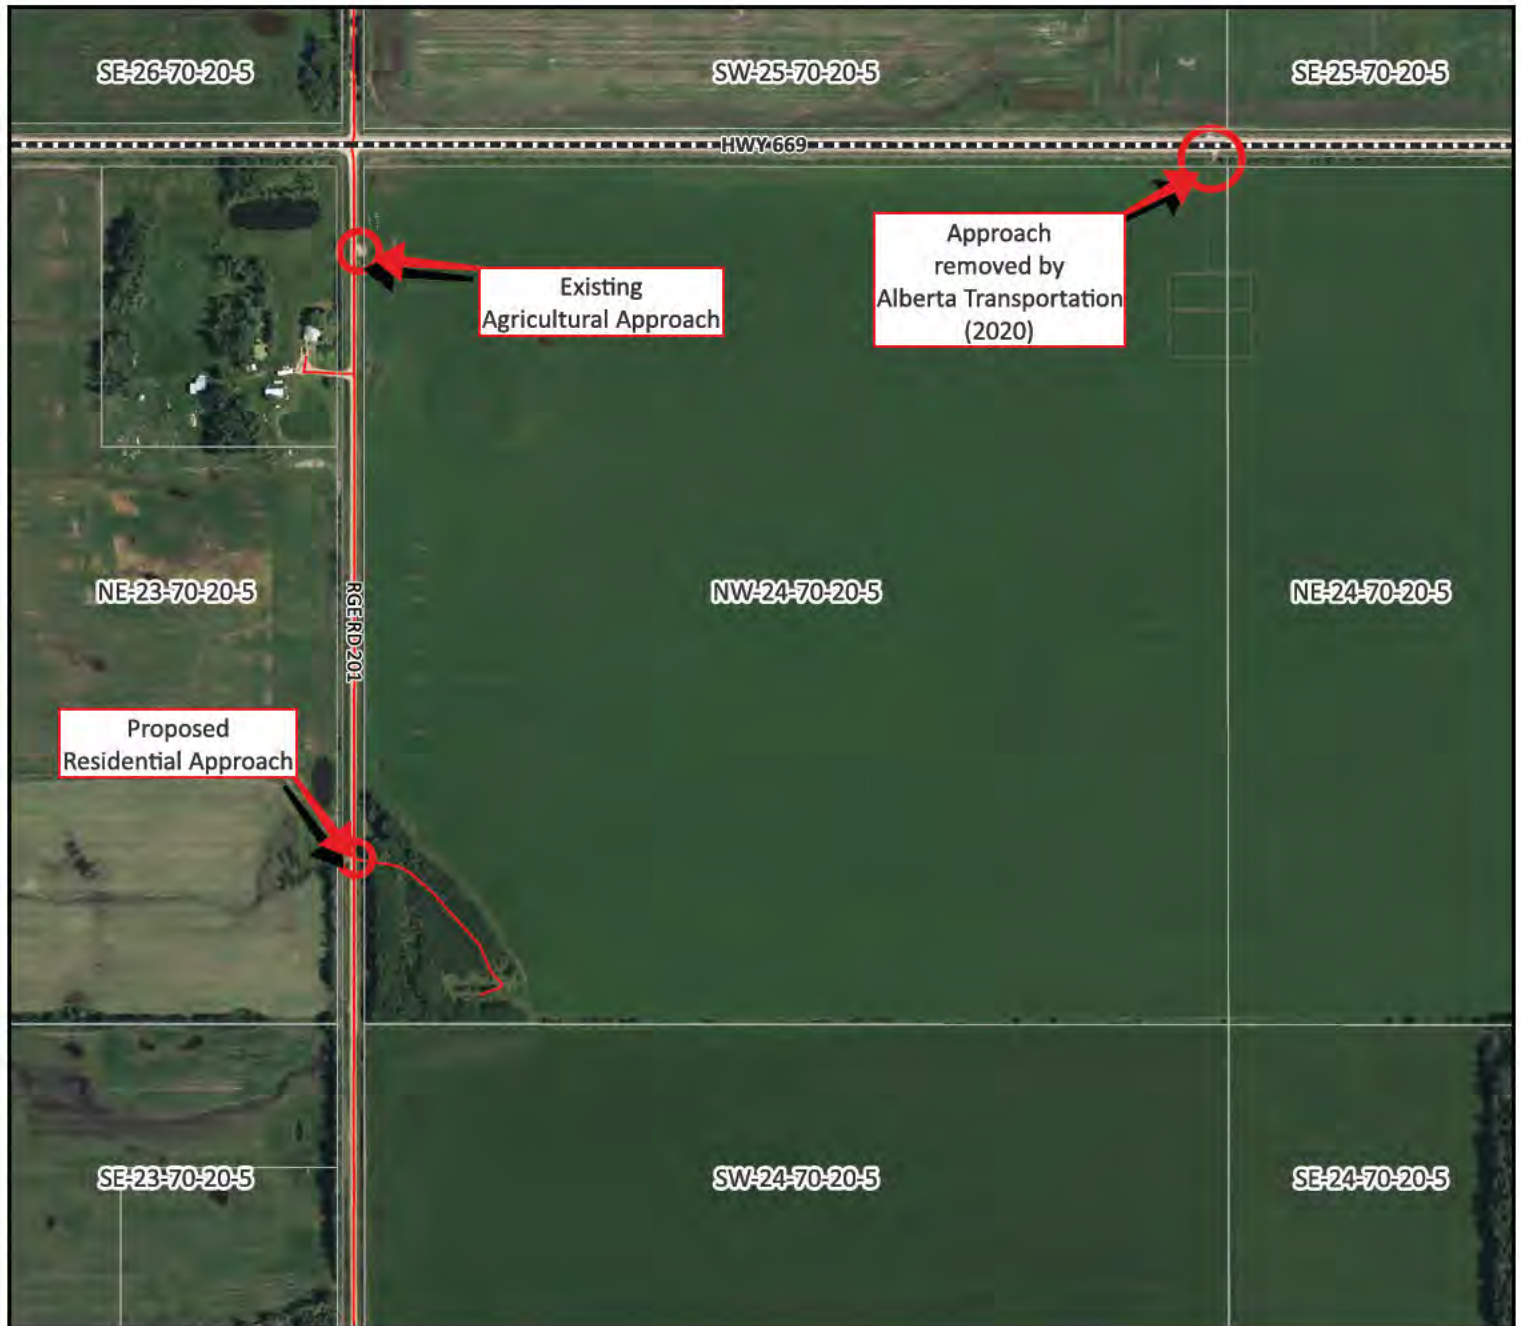 SE-26-70-20-5
SW-25-70-20-5
SE-25-70-20-5
HWY 669
Existing
Agricultural Approach
Approach
removed by
Alberta Transportation
(2020)
NE-23-70-20-5
RGE RD 201
NW-24-70-20-5
NE-24-70-20-5
Proposed
Residential Approach
SE-23-70-20-5
SW-24-70-20-5
SE-24-70-20-5